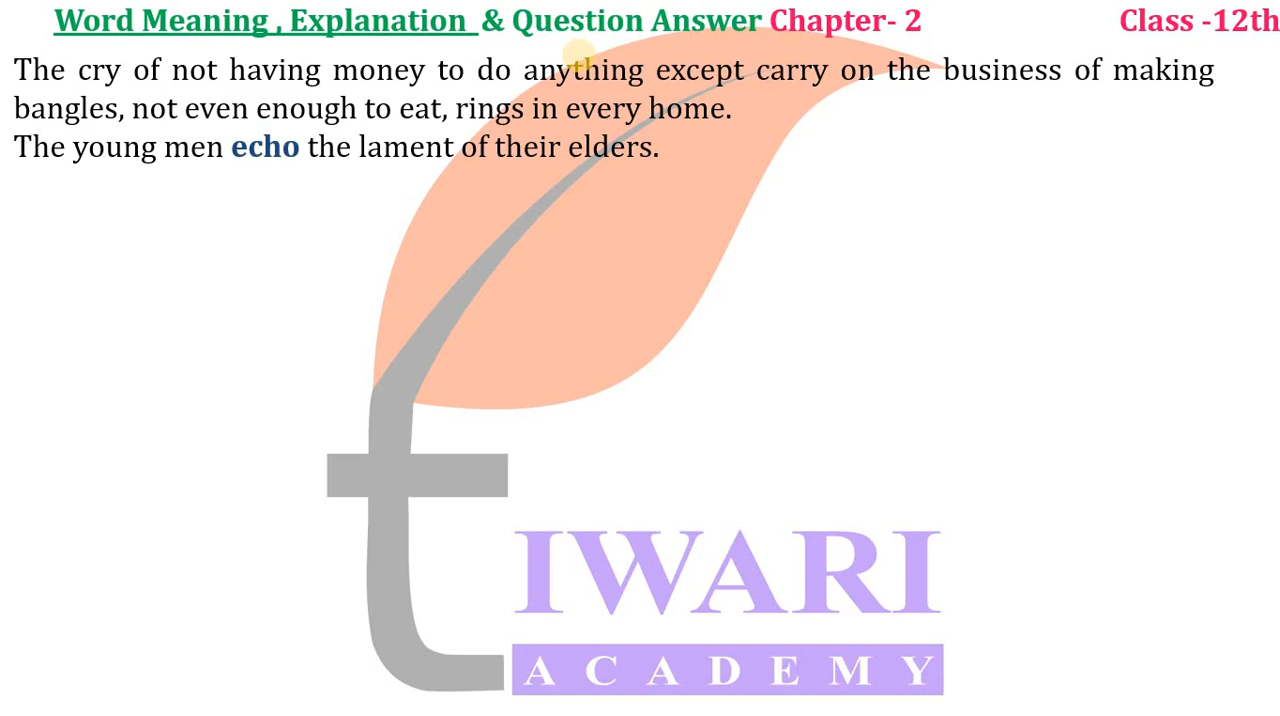 Word Meaning , Explanation & Question Answer Chapter- 2 Class -12th
The cry of not having money to do anything except carry on the business of making
bangles, not even enough to eat, rings in every home.
The young men echo the lament of their elders.
tIWARI
ACADEMY